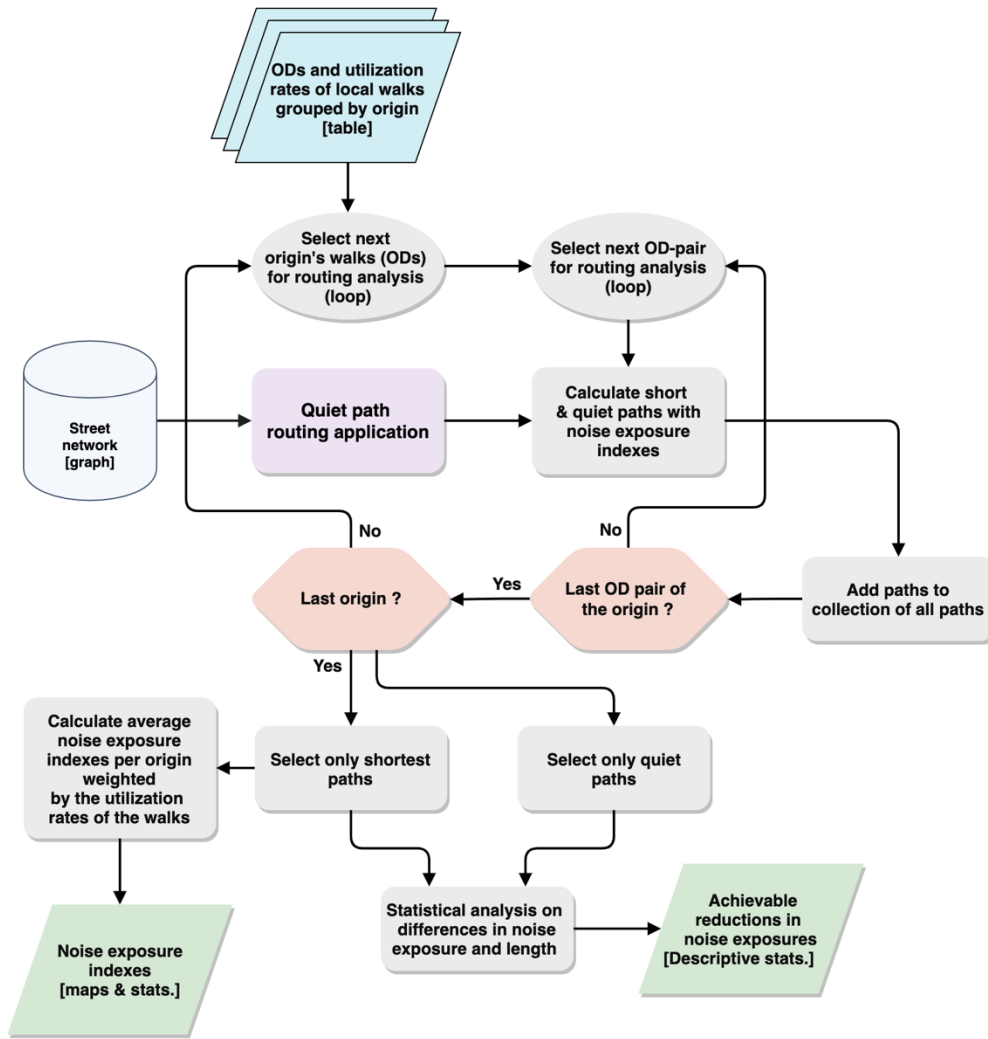 ODs and utilization
rates of local walks
grouped by origin
[table]
Select next
origin's walks (ODs)
for routing analysis
(loop)
Select next OD-pair
for routing analysis
(loop)
Street
network
[graph]
Quiet path
routing application
Calculate short
& quiet paths with
noise exposure
indexes
No
No
Last origin ?
Yes
Last OD pair of
the origin ?
Add paths to
collection of all paths
Yes
Calculate average
noise exposure
indexes per origin
weighted
by the utilization
rates of the walks
Select only shortest
paths
Select only quiet
paths
Statistical analysis on
differences in noise
exposure and length
Achievable
reductions in
noise exposures
[Descriptive stats.]
Noise exposure
indexes
[maps & stats.]